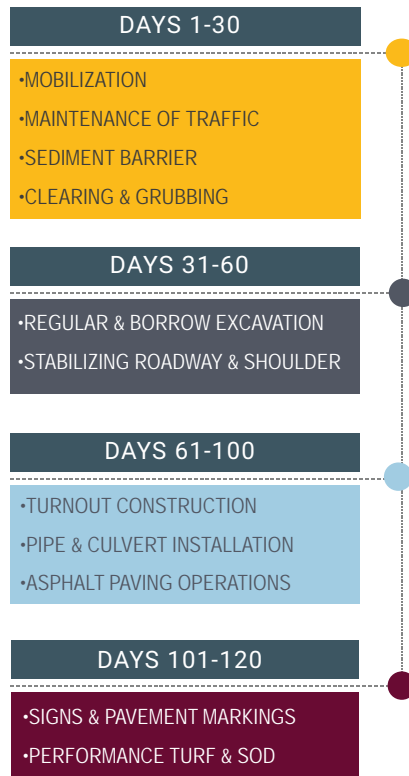 DAYS 1-30
•MOBILIZATION
•MAINTENANCE OF TRAFFIC
•SEDIMENT BARRIER
•CLEARING & GRUBBING
DAYS 31-60
•REGULAR & BORROW EXCAVATION
•STABILIZING ROADWAY & SHOULDER
DAYS 61-100
•TURNOUT CONSTRUCTION
•PIPE & CULVERT INSTALLATION
•ASPHALT PAVING OPERATIONS
DAYS 101-120
•SIGNS & PAVEMENT MARKINGS
•PERFORMANCE TURF & SOD